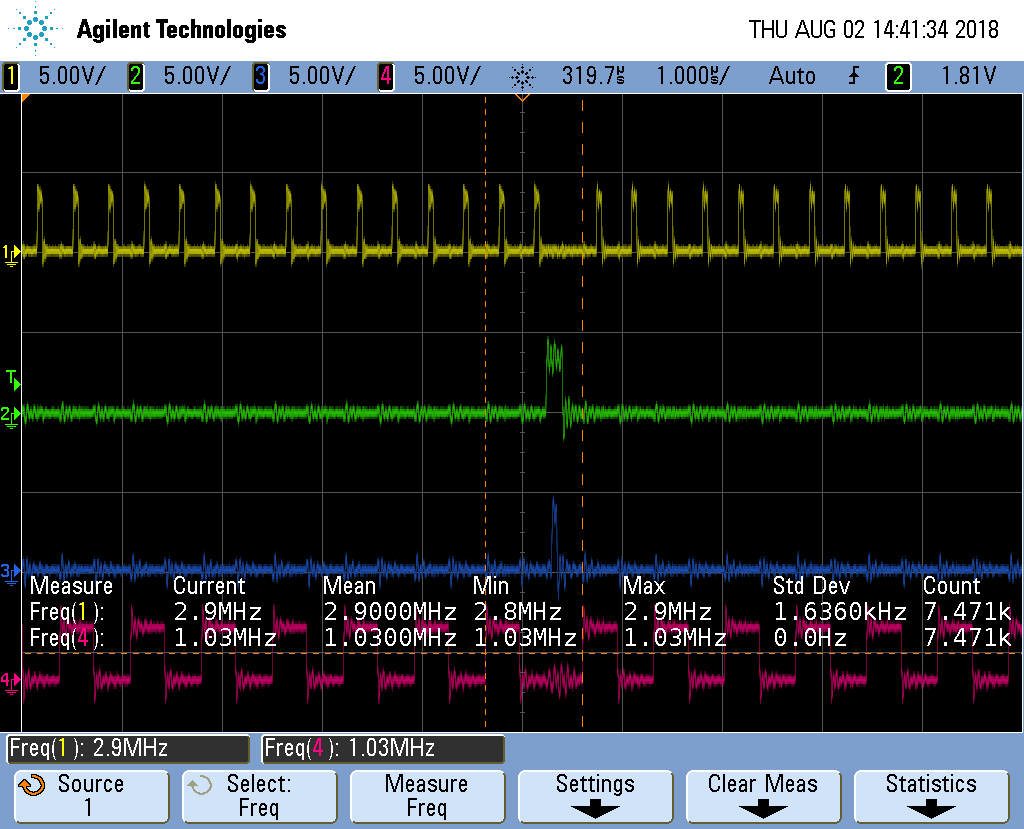 Agilent Technologies THU AUG 02 14:41:34 2018
1 5.00V/ 2 5.00V/ 3 5.00V/ 4 5.00V/ 319.7µs 1.000µs/ Auto 2 1.81V
1
T
2
3
Measure Current Mean Min Max Std Dev Count
Freq(1): 2.9MHz 2.9000MHz 2.8MHz 2.9MHz 1.6360kHz 7.471k
Freq(4): 1.03MHz 1.0300MHz 1.03MHz 1.03MHz 0.0Hz 7.471k
4
Freq(1): 2.9MHz Freq(4): 1.03MHz
Source Select: Measure Settings Clear Meas Statistics
1 Freq Freq